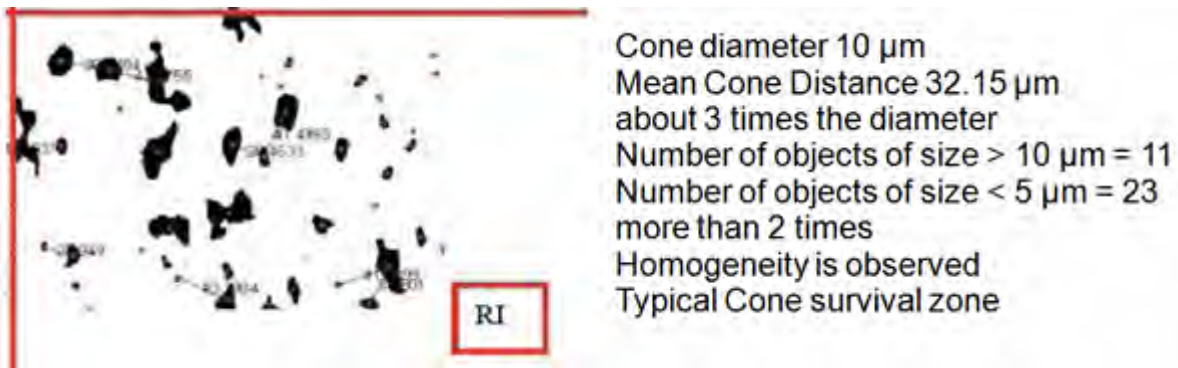 Cone diameter 10 µm
Mean Cone Distance 32.15 µm
about 3 times the diameter
Number of objects of size > 10 µm = 11
Number of objects of size < 5 µm = 23
more than 2 times
Homogeneity is observed
Typical Cone survival zone
RI